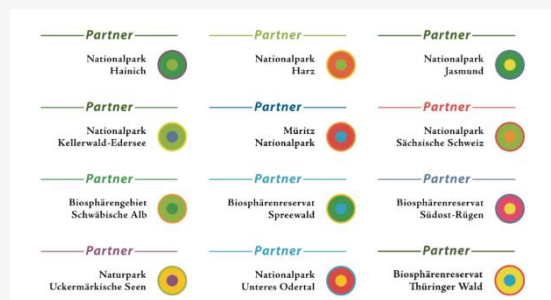 Partner
Nationalpark
Hainich
Partner
Nationalpark
Harz
Partner
Nationalpark
Jasmund
Partner
Nationalpark
Kellerwald-Edersee
Partner
Müritz
Nationalpark
Partner
Nationalpark
Sächsische Schweiz
Partner
Biosphärengebiet
Schwäbische Alb
Partner
Biosphärenreservat
Spreewald
Partner
Biosphärenreservat
Südost-Rügen
Partner
Naturpark
Uckermärkische Seen
Partner
Nationalpark
Unteres Odertal
Partner
Biosphärenreservat
Thüringer Wald